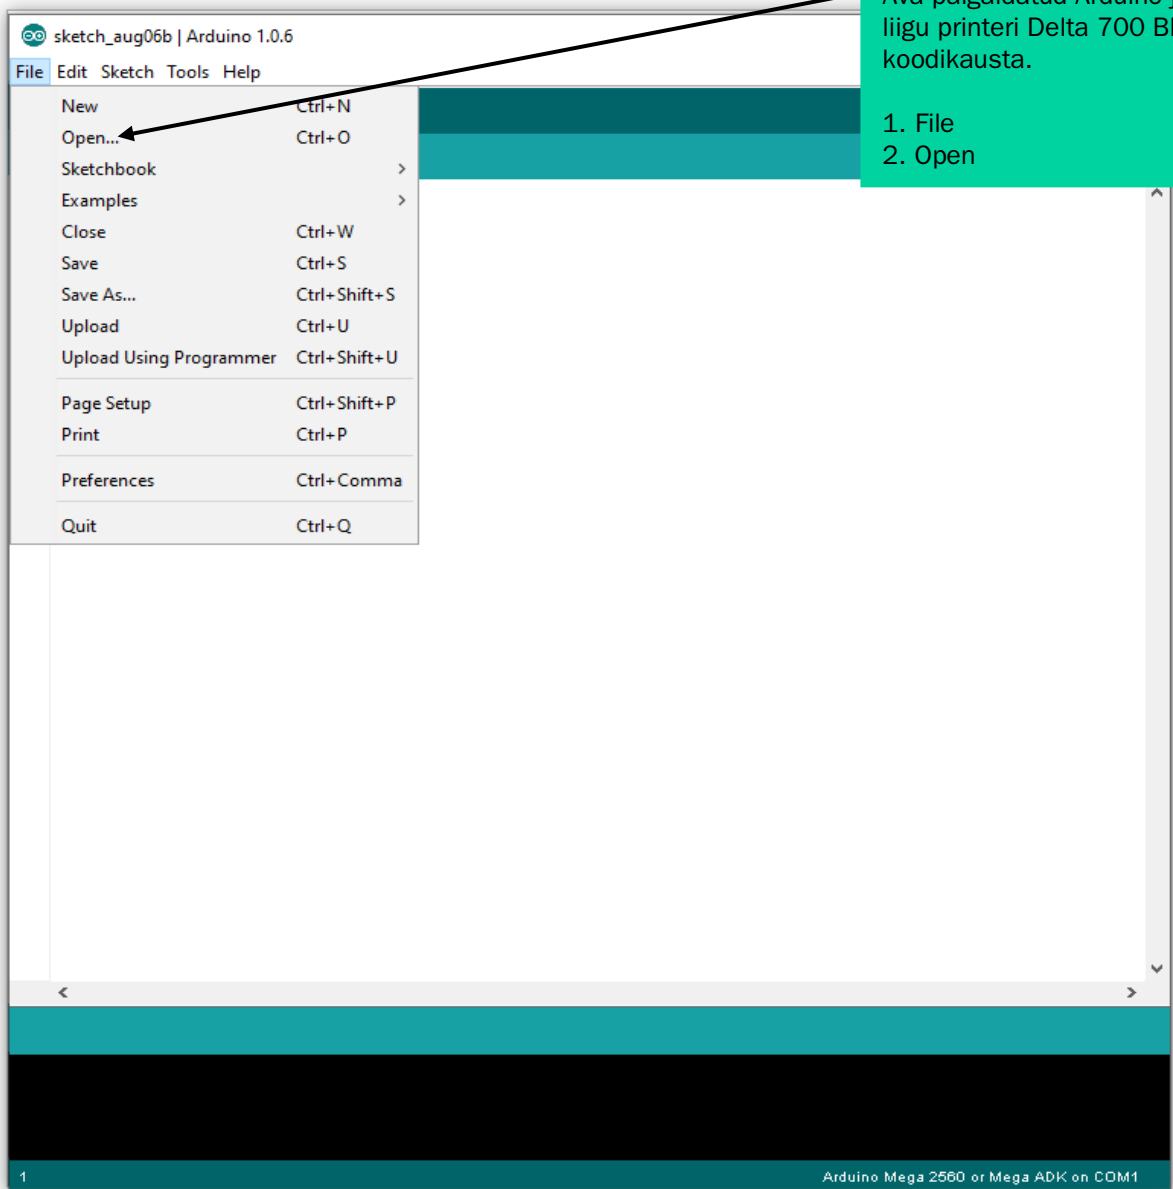 sketch_aug06b | Arduino 1.0.6
File Edit Sketch Tools Help
New Ctrl+N
Open... Ctrl+O
Sketchbook >
Examples >
Close Ctrl+W
Save Ctrl+S
Save As... Ctrl+Shift+S
Upload Ctrl+U
Upload Using Programmer Ctrl+Shift+U
Page Setup Ctrl+Shift+P
Print Ctrl+P
Preferences Ctrl+Comma
Quit Ctrl+Q
Ava paigaldatud Arduino
liigu printeri Delta 700
koodikausta.
1. File
2. Open
1 Arduino Mega 2560 or Mega ADK on COM1